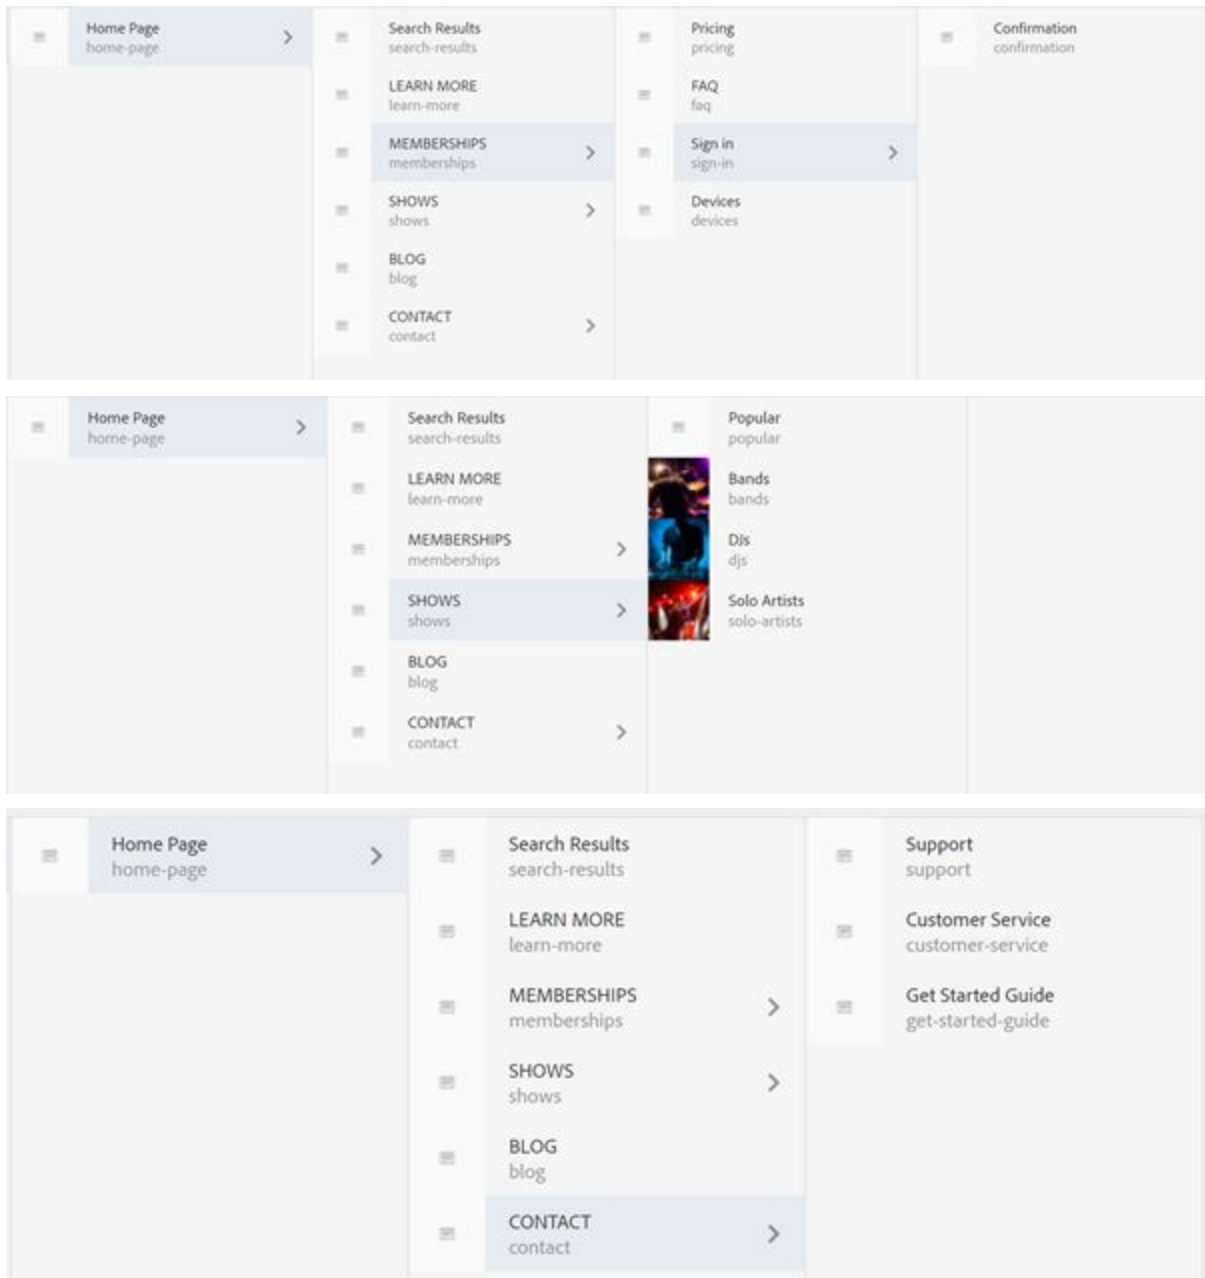 Home Page
home-page
Search Results
search-results
LEARN MORE
learn-more
MEMBERSHIPS
memberships
SHOWS
shows
BLOG
blog
CONTACT
contact
Pricing
pricing
FAQ
faq
Sign in
sign-in
Devices
devices
Confirmation
confirmation
Home Page
home-page
Search Results
search-results
LEARN MORE
learn-more
MEMBERSHIPS
memberships
SHOWS
shows
BLOG
blog
CONTACT
contact
Popular
popular
Bands
bands
DJs
djs
Solo Artists
solo-artists
Home Page
home-page
Search Results
search-results
LEARN MORE
learn-more
MEMBERSHIPS
memberships
SHOWS
shows
BLOG
blog
CONTACT
contact
Support
support
Customer Service
customer-service
Get Started Guide
get-started-guide